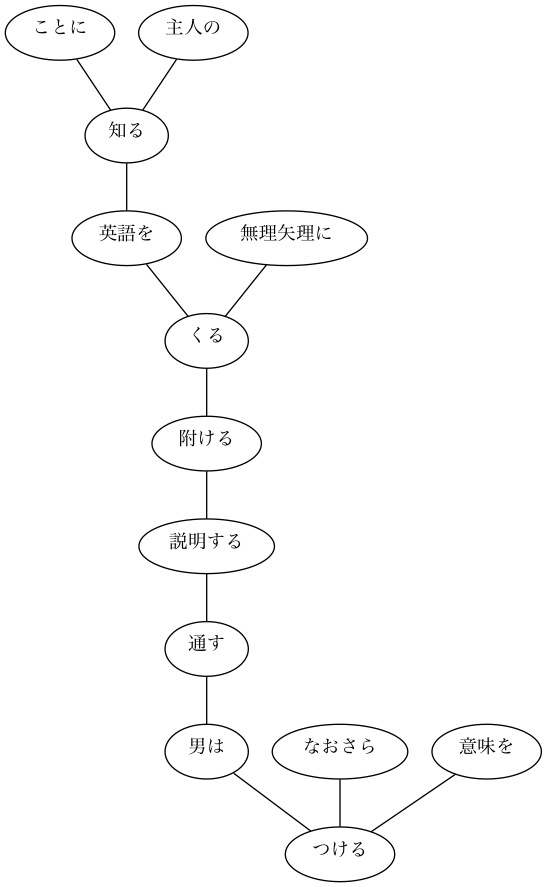 ことに
主人の
知る
英語を
無理矢理に
くる
附ける
説明する
通す
男は
なおさら
意味を
つける